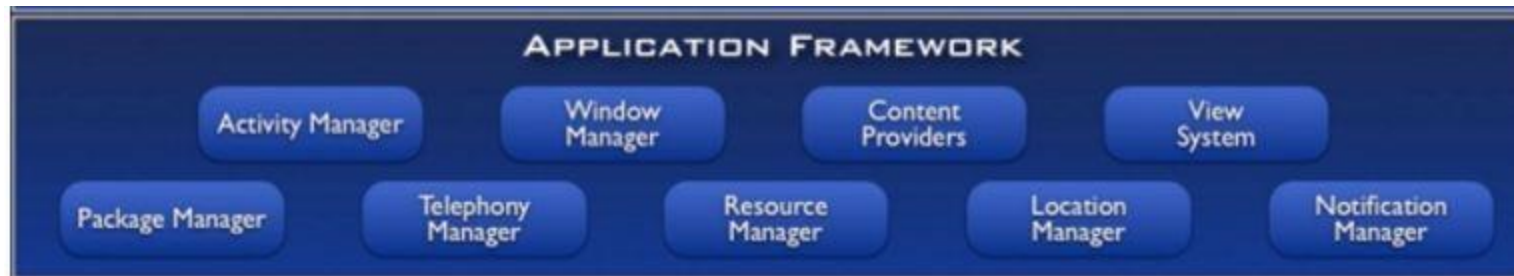 APPLICATION FRAMEWORK
Activity Manager
Window
Manager
Content
Providers
View
System
Package Manager
Telephony
Manager
Resource
Manager
Location
Manager
Notification
Manager